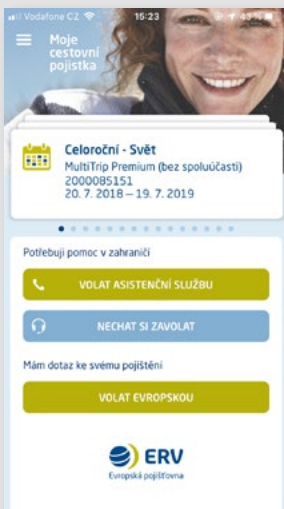 Vodafone CZ 15:23 43 %
Moje
cestovní
pojistka
Celoroční - Svět
MultiTrip Premium (bez spoluúčasti)
2000085151
20. 7. 2018 – 19. 7. 2019
Potřebuji pomoc v zahraničí
VOLAT ASISTENČNÍ SLUŽBU
NECHAT SI ZAVOLAT
Mám dotaz ke svému pojištění
VOLAT EVROPSKOU
ERV
Evropská pojišťovna